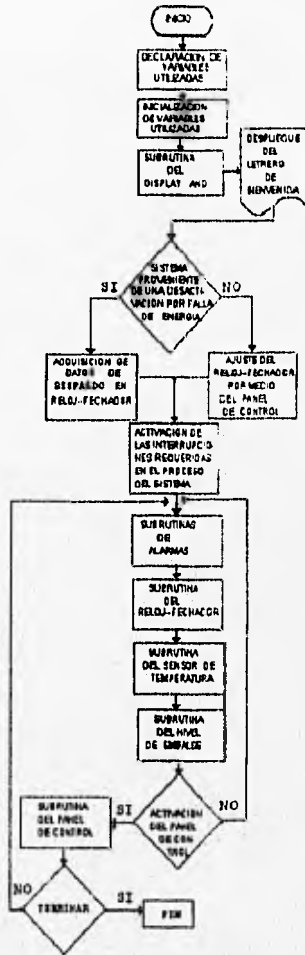 INICIO
DECLARACION DE
VARIABLES
UTILIZADAS
INICIALIZACION
DE VARIABLES
UTILIZADAS
SUBRUTINA
DEL
DISPLAY AND
DESPLIEGUE
DEL
LETRERO
DE
BIENVENIDA
SISTEMA
PROVENIENTE
DE UNA DESACTI-
VACION POR FALLA
DE ENERGIA
SI
NO
ADQUISICION DE
DATOS DE
RESPALDO EN
RELOJ-FECHADOR
AJUSTE DEL
RELOJ-FECHADOR
POR MEDIO
DEL PANEL
DE CONTROL
ACTIVACION DE
LAS INTERRUPCIO
NES REQUERIDAS
EN EL PROCESO
DEL SISTEMA
SUBRUTINAS
DE
ALARMAS
SUBRUTINA
DEL
RELOJ-FECHADOR
SUBRUTINA
DEL SENSOR DE
TEMPERATURA
SUBRUTINA
DEL NIVEL
DE
SUBRUTINA
DEL PANEL
DE CONTROL
SI
ACTIVACION
DEL PANEL
DE CON
TROL
NO
NO
TERMINAR
SI
FIN